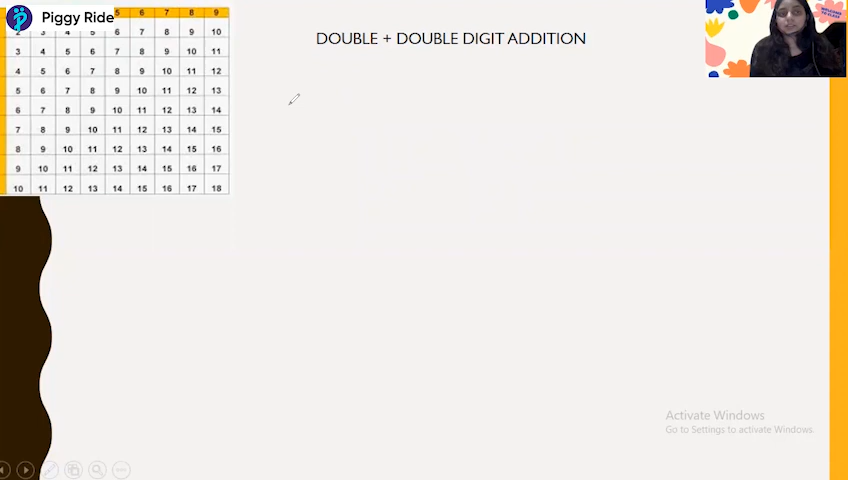 Piggy Ride
DOUBLE + DOUBLE DIGIT ADDITION
WELCOME
5 6 7 8 9
2 3 4 5 6 7 8 9 10
3 4 5 6 7 8 9 10 11
4 5 6 7 8 9 10 11 12
5 6 7 8 9 10 11 12 13
6 7 8 9 10 11 12 13 14
7 8 9 10 11 12 13 14 15
8 9 10 11 12 13 14 15 16
9 10 11 12 13 14 15 16 17
10 11 12 13 14 15 16 17 18
Activate Windows
Go to Settings to activate Windows